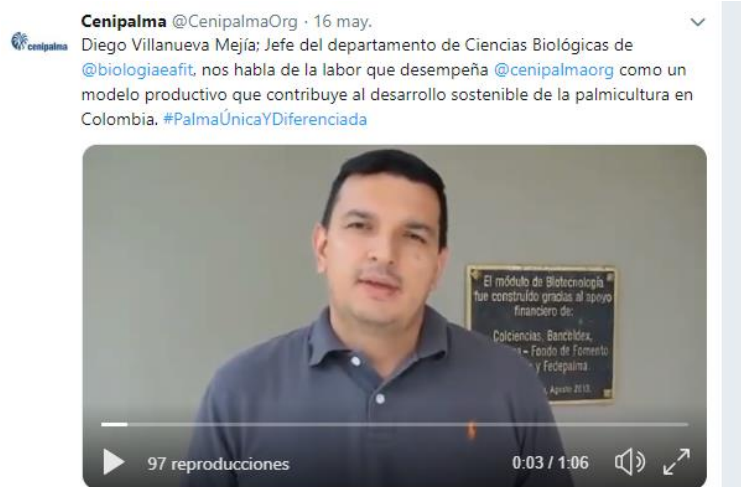 Cenipalma @CenipalmaOrg · 16 may.
cenipalma
Diego Villanueva Mejía; Jefe del departamento de Ciencias Biológicas de
@biologiaeafit, nos habla de la labor que desempeña @cenipalmaorg como un
modelo productivo que contribuye al desarrollo sostenible de la palmicultura en
Colombia. #PalmaÚnicaYDiferenciada
El módulo de Biotecnología
fue construido gracias al apoyo
financiero de:
Colciencias, Bancoldex,
– Fondo de Fomento
y Fedepalma.
Agosto 2013.
97 reproducciones
0:03 / 1:06